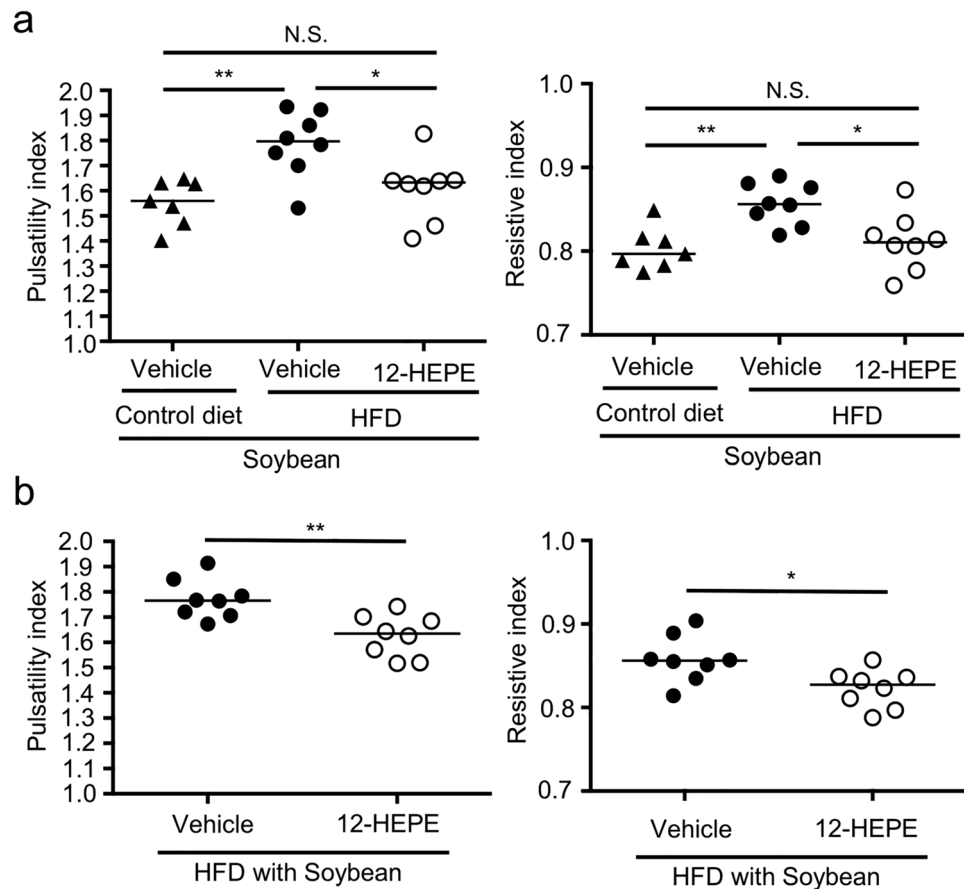 a
N.S.
** *
Pulsatility index
2.0
1.9
1.8
1.7
1.6
1.5
1.4
1.3
1.2
1.1
1.0
Vehicle Vehicle 12-HEPE
Control diet HFD
Soybean
N.S.
** *
Resistive index
1.0
0.9
0.8
0.7
Vehicle Vehicle 12-HEPE
Control diet HFD
Soybean
b
**
Pulsatility index
2.0
1.9
1.8
1.7
1.6
1.5
1.4
1.3
1.2
1.1
1.0
Vehicle 12-HEPE
HFD with Soybean
*
Resistive index
1.0
0.9
0.8
0.7
Vehicle 12-HEPE
HFD with Soybean